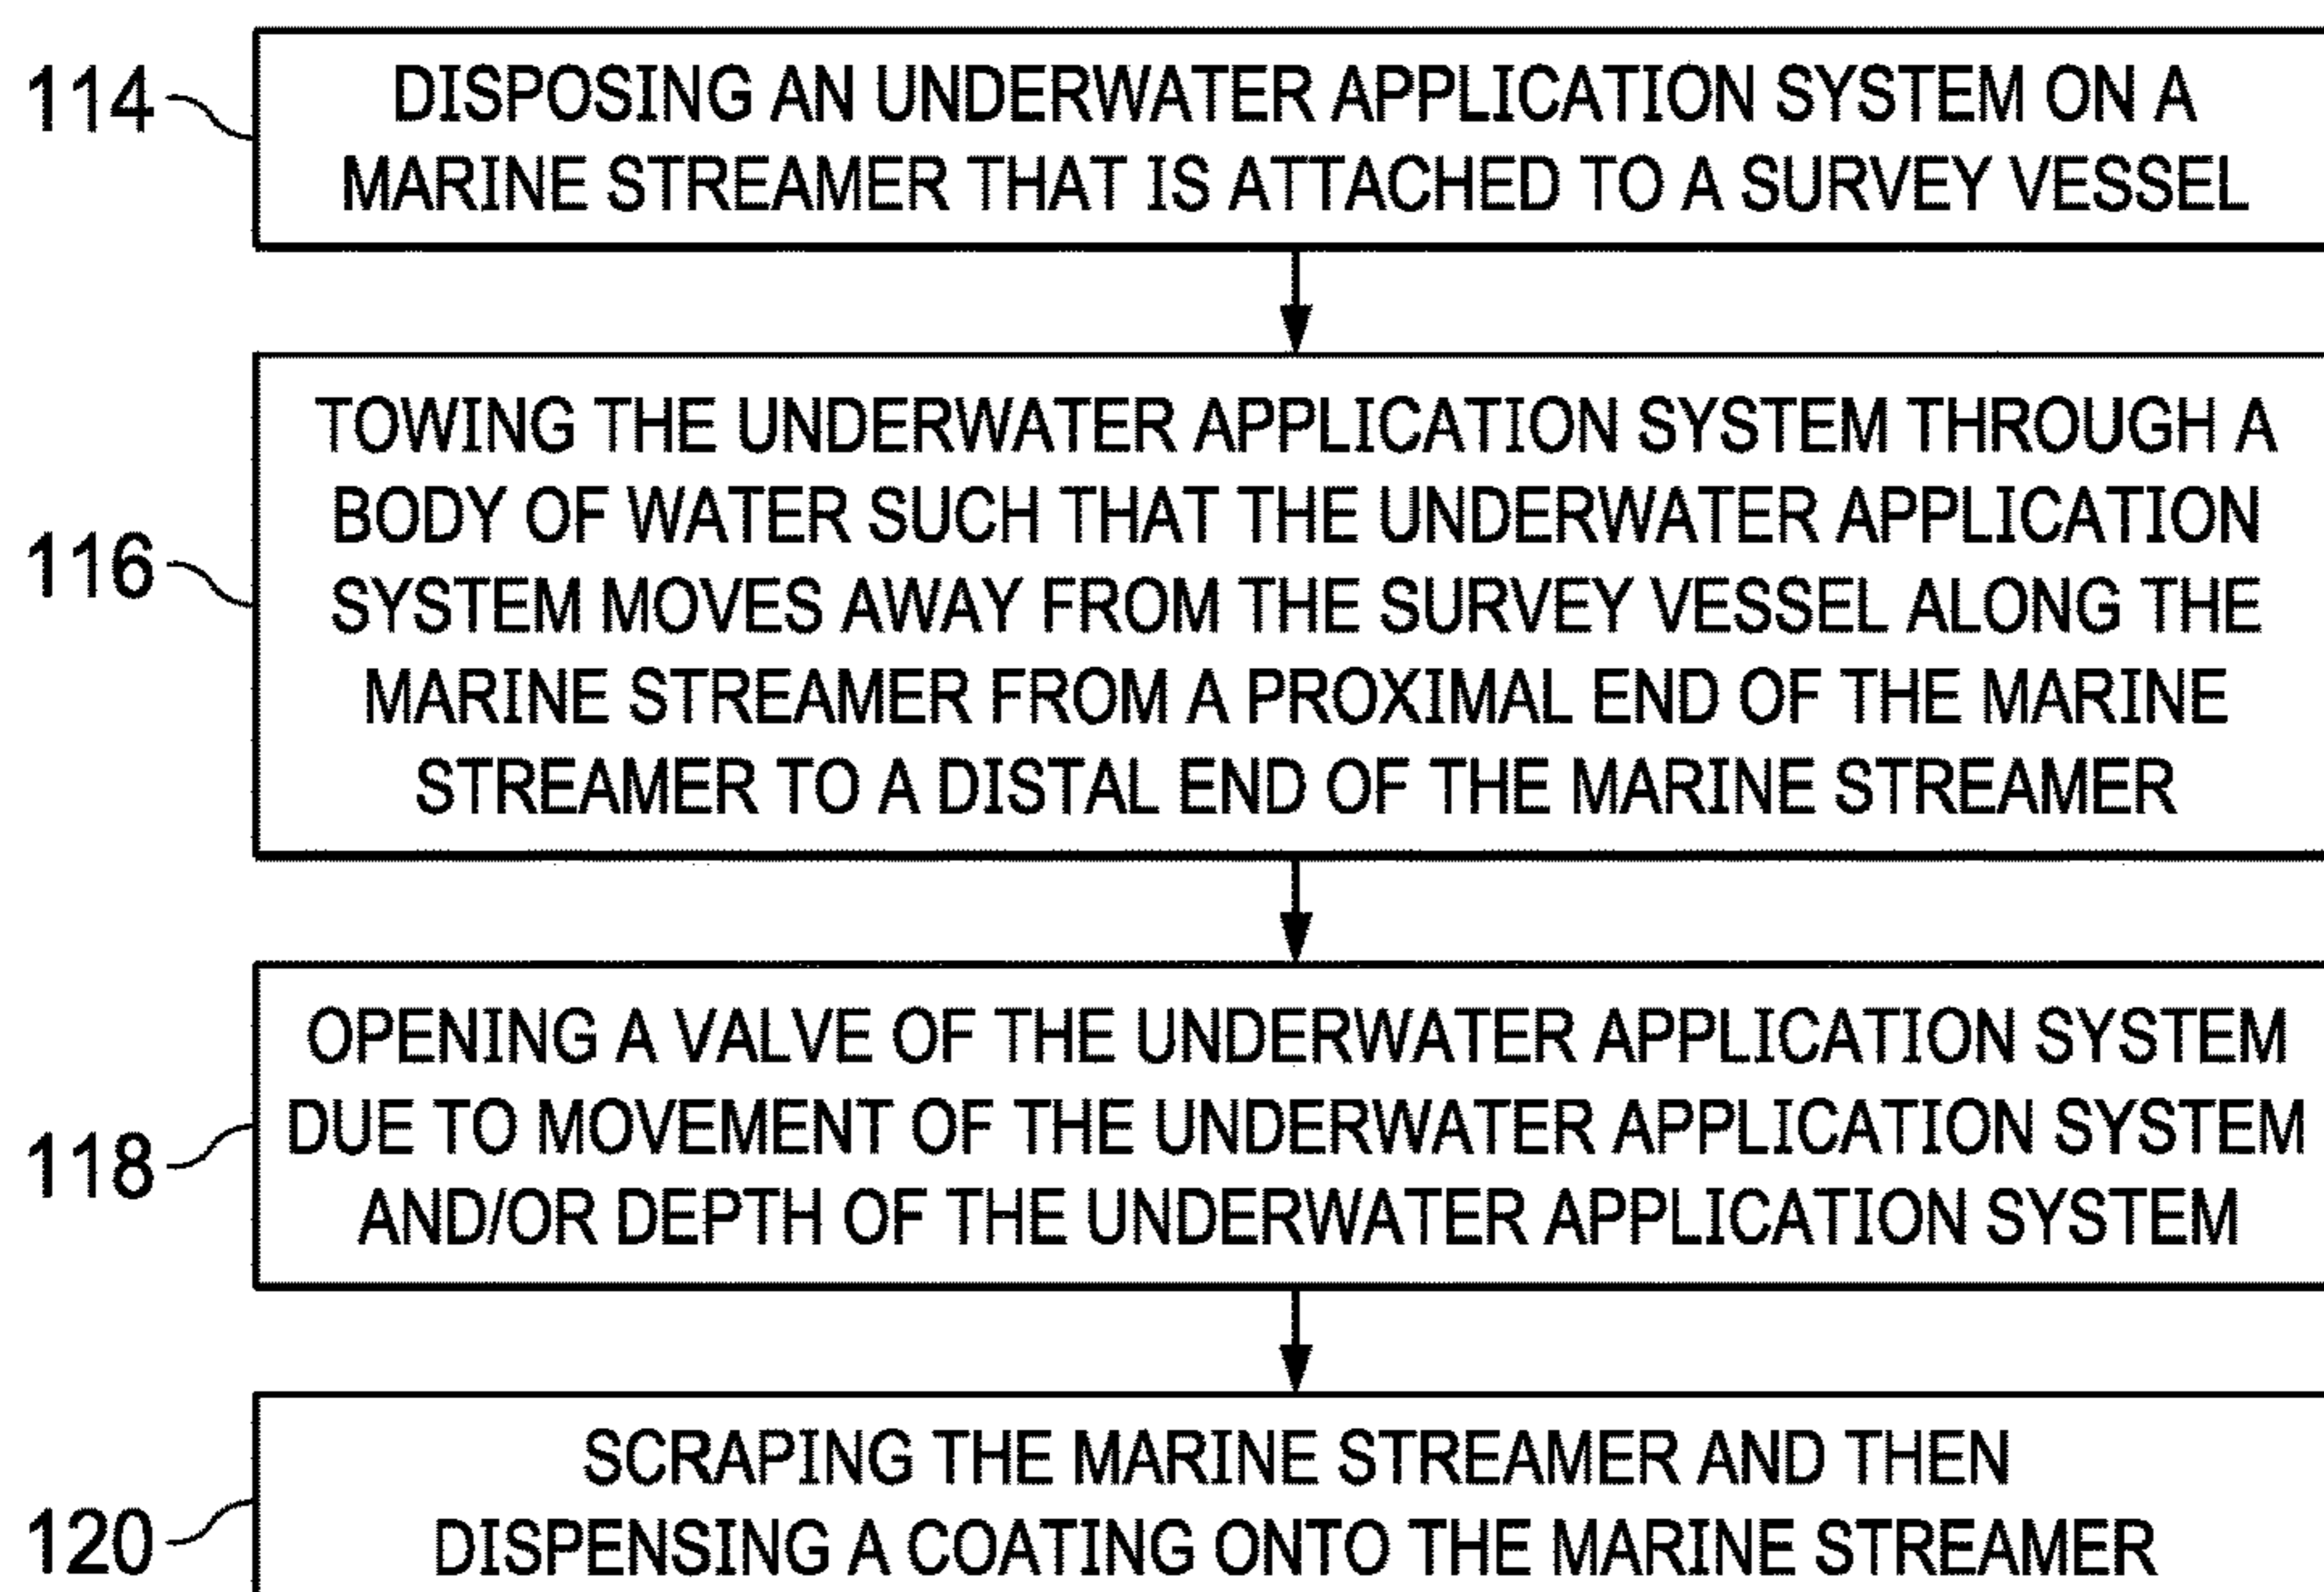 114
DISPOSING AN UNDERWATER APPLICATION SYSTEM ON A
MARINE STREAMER THAT IS ATTACHED TO A SURVEY VESSEL
116
TOWING THE UNDERWATER APPLICATION SYSTEM THROUGH A
BODY OF WATER SUCH THAT THE UNDERWATER APPLICATION
SYSTEM MOVES AWAY FROM THE SURVEY VESSEL ALONG THE
MARINE STREAMER FROM A PROXIMAL END OF THE MARINE
STREAMER TO A DISTAL END OF THE MARINE STREAMER
118
OPENING A VALVE OF THE UNDERWATER APPLICATION SYSTEM
DUE TO MOVEMENT OF THE UNDERWATER APPLICATION SYSTEM
AND/OR DEPTH OF THE UNDERWATER APPLICATION SYSTEM
120
SCRAPING THE MARINE STREAMER AND THEN
DISPENSING A COATING ONTO THE MARINE STREAMER